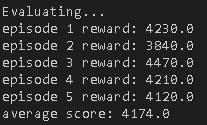 Evaluating...
episode 1 reward: 4230.0
episode 2 reward: 3840.0
episode 3 reward: 4470.0
episode 4 reward: 4210.0
episode 5 reward: 4120.0
average score: 4174.0